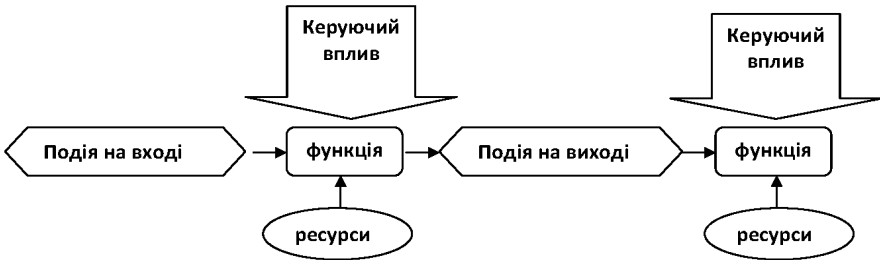 Керуючий
вплив
Керуючий
вплив
Подія на вході
функція
Подія на виході
функція
ресурси
ресурси